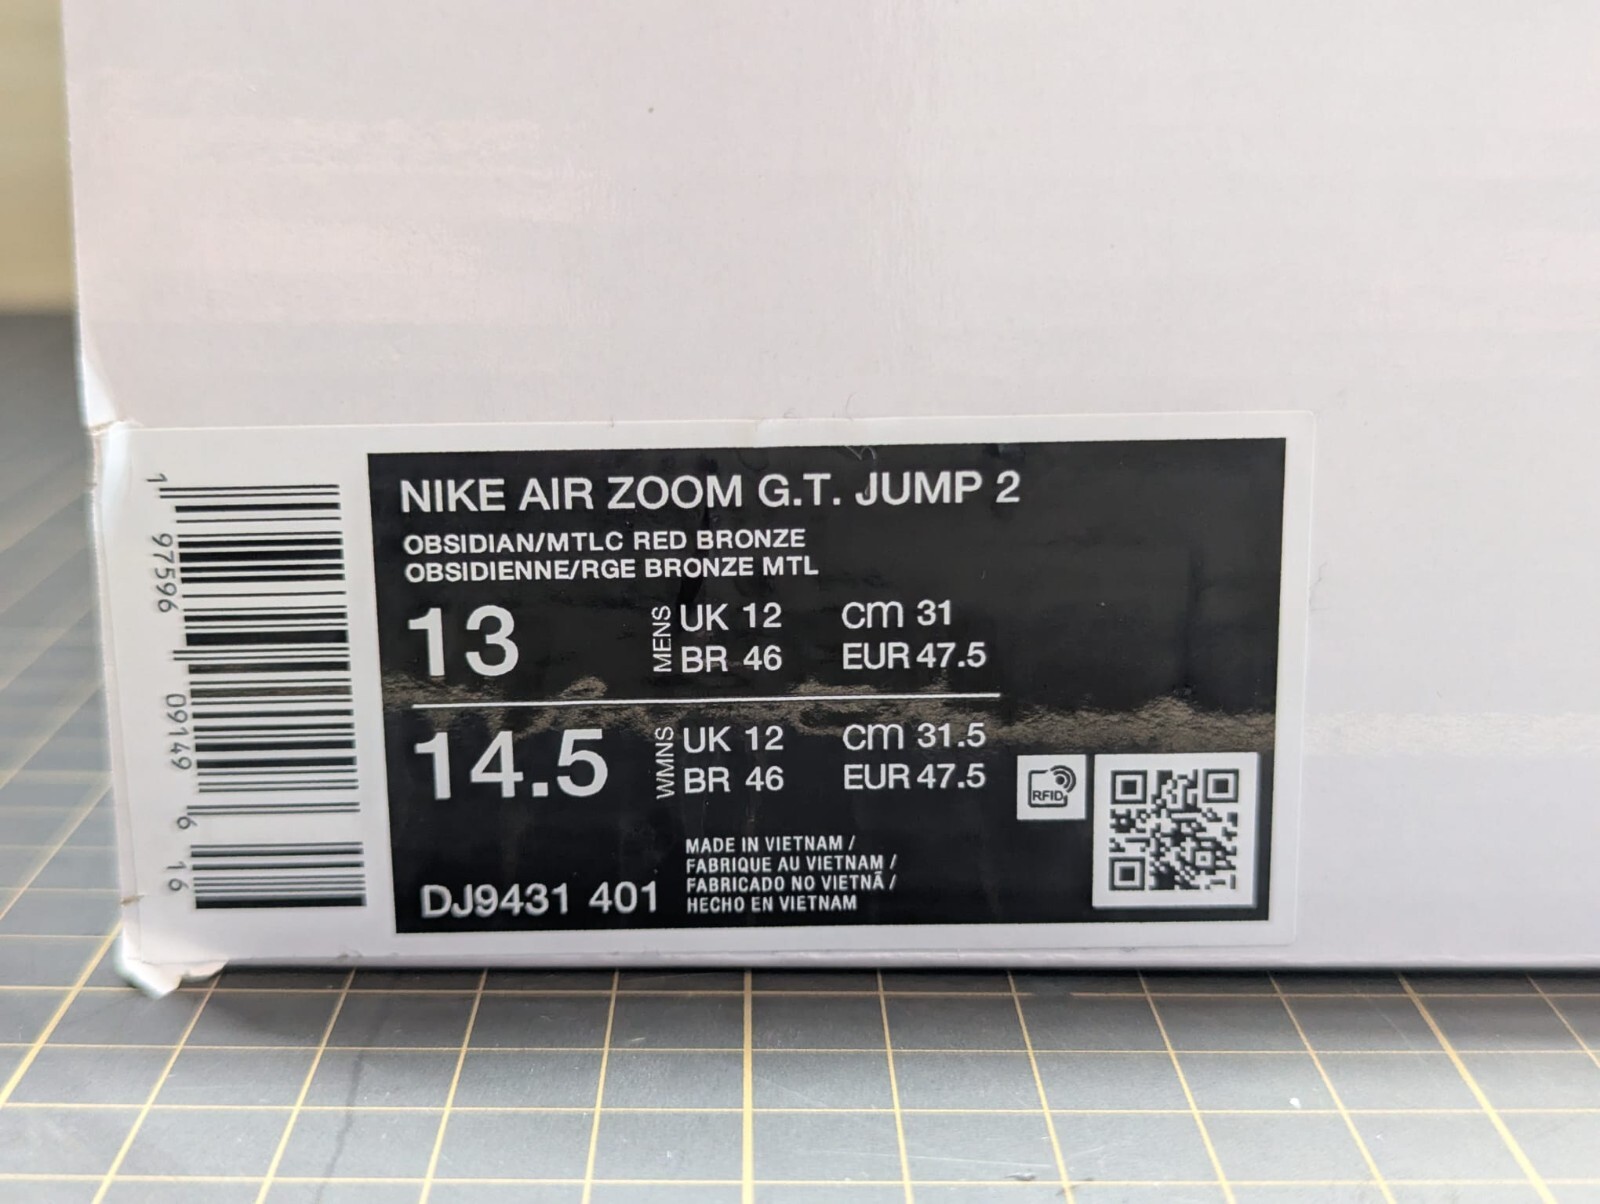 NIKE AIR ZOOM G.T. JUMP 2
OBSIDIAN/MTLC RED BRONZE
OBSIDIENNE/RGE BRONZE MTL
13 MENS UK 12 CM 31
BR 46 EUR 47.5
14.5 WMNS UK 12 CM 31.5
BR 46 EUR 47.5
RFID
MADE IN VIETNAM /
FABRIQUE AU VIETNAM /
FABRICADO NO VIETNÃ /
HECHO EN VIETNAM
DJ9431 401
1 97596 09149 6 16